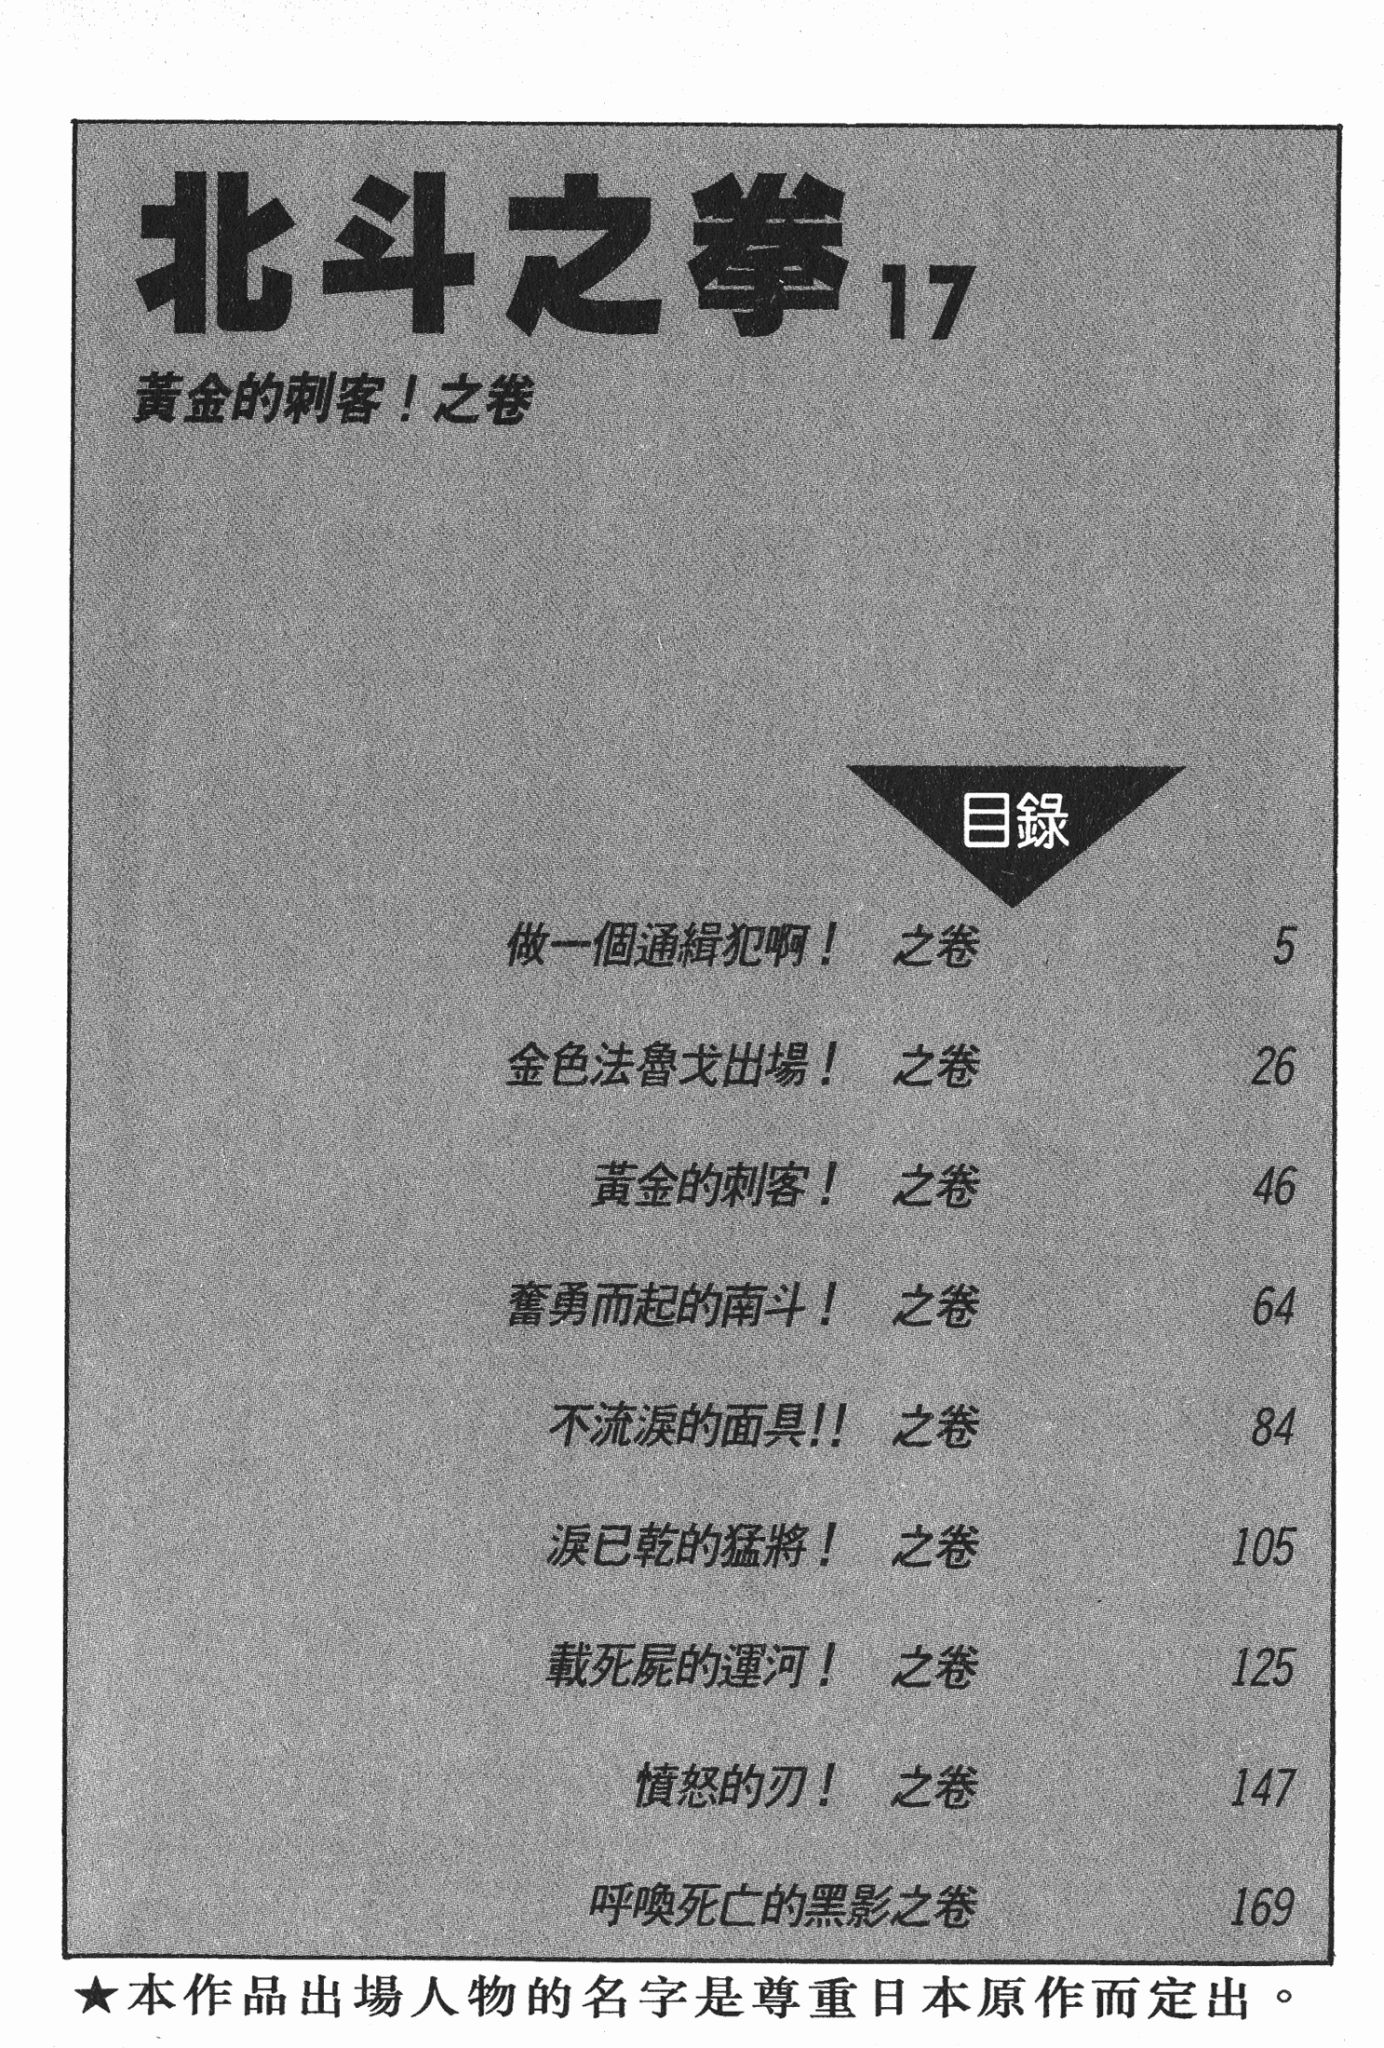 北斗之拳 17
黃金的刺客！之卷
目錄
做一個通緝犯啊！ 之卷 5
金色法魯戈出場！ 之卷 26
黃金的刺客！ 之卷 46
奮勇而起的南斗！ 之卷 64
不流淚的面具!! 之卷 84
淚已乾的猛將！ 之卷 105
載死屍的運河！ 之卷 125
憤怒的刃！ 之卷 147
呼喚死亡的黑影之卷 169
★本作品出場人物的名字是尊重日本原作而定出。